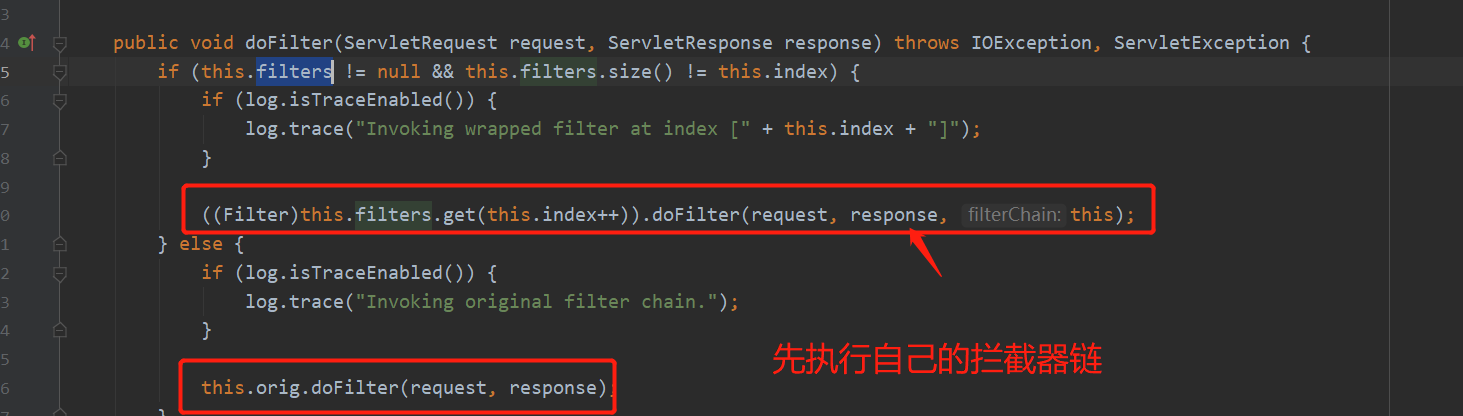 3
4 public void doFilter(ServletRequest request, ServletResponse response) throws IOException, ServletException {
5 if (this.filters != null && this.filters.size() != this.index) {
6 if (log.isTraceEnabled()) {
7 log.trace("Invoking wrapped filter at index [" + this.index + "]");
8 }
9
0 ((Filter)this.filters.get(this.index++)).doFilter(request, response, filterChain: this);
1 } else {
2 if (log.isTraceEnabled()) {
3 log.trace("Invoking original filter chain.");
4 }
5
先执行自己的拦截器链
6 this.orig.doFilter(request, response);
}